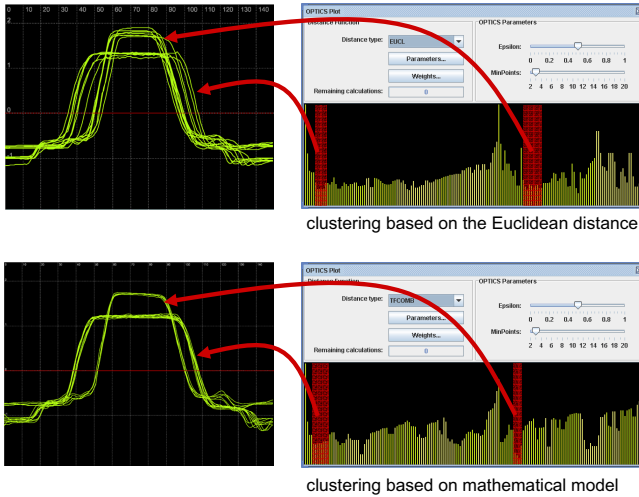 0 10 20 30 40 50 60 70 80 90 100 110 120 130 140
2
1
0
-1
OPTICS Plot
Distance Function
OPTICS Parameters
Distance type: EUCL
Parameters...
Weights...
Remaining calculations: 0
Epsilon:
0 0.2 0.4 0.6 0.8 1
MinPoints:
2 4 6 8 10 12 14 16 18 20
clustering based on the Euclidean distance
OPTICS Plot
Distance Function
OPTICS Parameters
Distance type: TFCOMB
Parameters...
Weights...
Remaining calculations: 0
Epsilon:
0 0.2 0.4 0.6 0.8 1
MinPoints:
2 4 6 8 10 12 14 16 18 20
clustering based on mathematical model